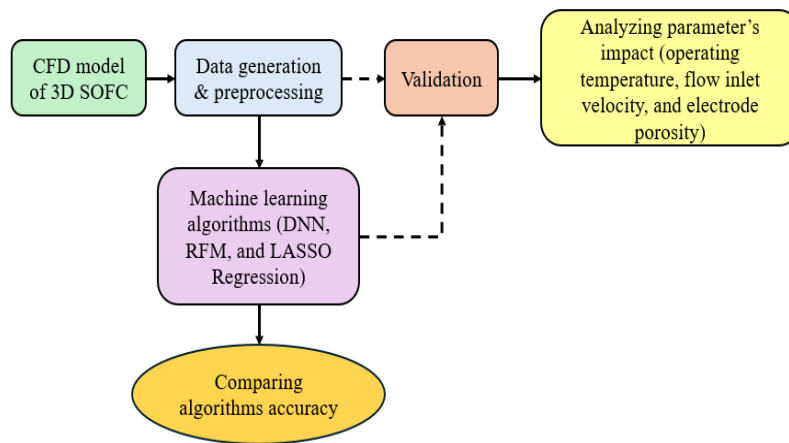 CFD model
of 3D SOFC
Data generation
& preprocessing
Validation
Analyzing parameter's
impact (operating
temperature, flow inlet
velocity, and electrode
porosity)
Machine learning
algorithms (DNN,
RFM, and LASSO
Regression)
Comparing
algorithms accuracy